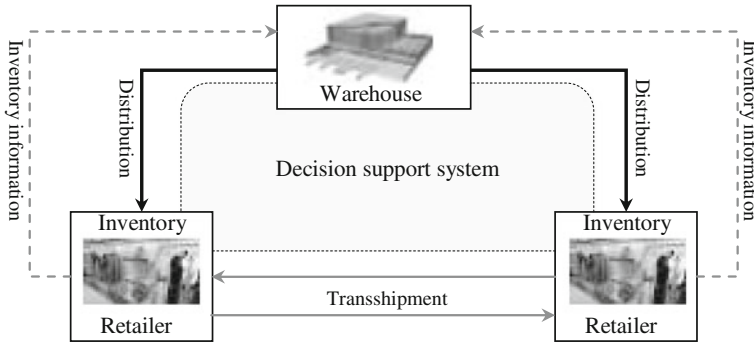 Warehouse
Inventory information
Distribution
Decision support system
Distribution
Inventory information
Inventory
Retailer
Transshipment
Inventory
Retailer